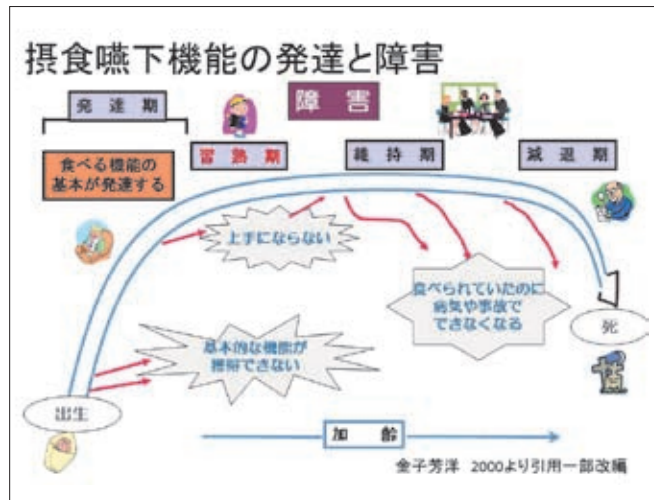 摂食嚥下機能の発達と障害
発達期
障害
習熟期
維持期
減退期
食べる機能の
基本が発達する
上手にならない
食べられていたのに
病気や事故で
できなくなる
基本的な機能が
獲得できない
死
出生
加齢
金子芳洋 2000より引用一部改編